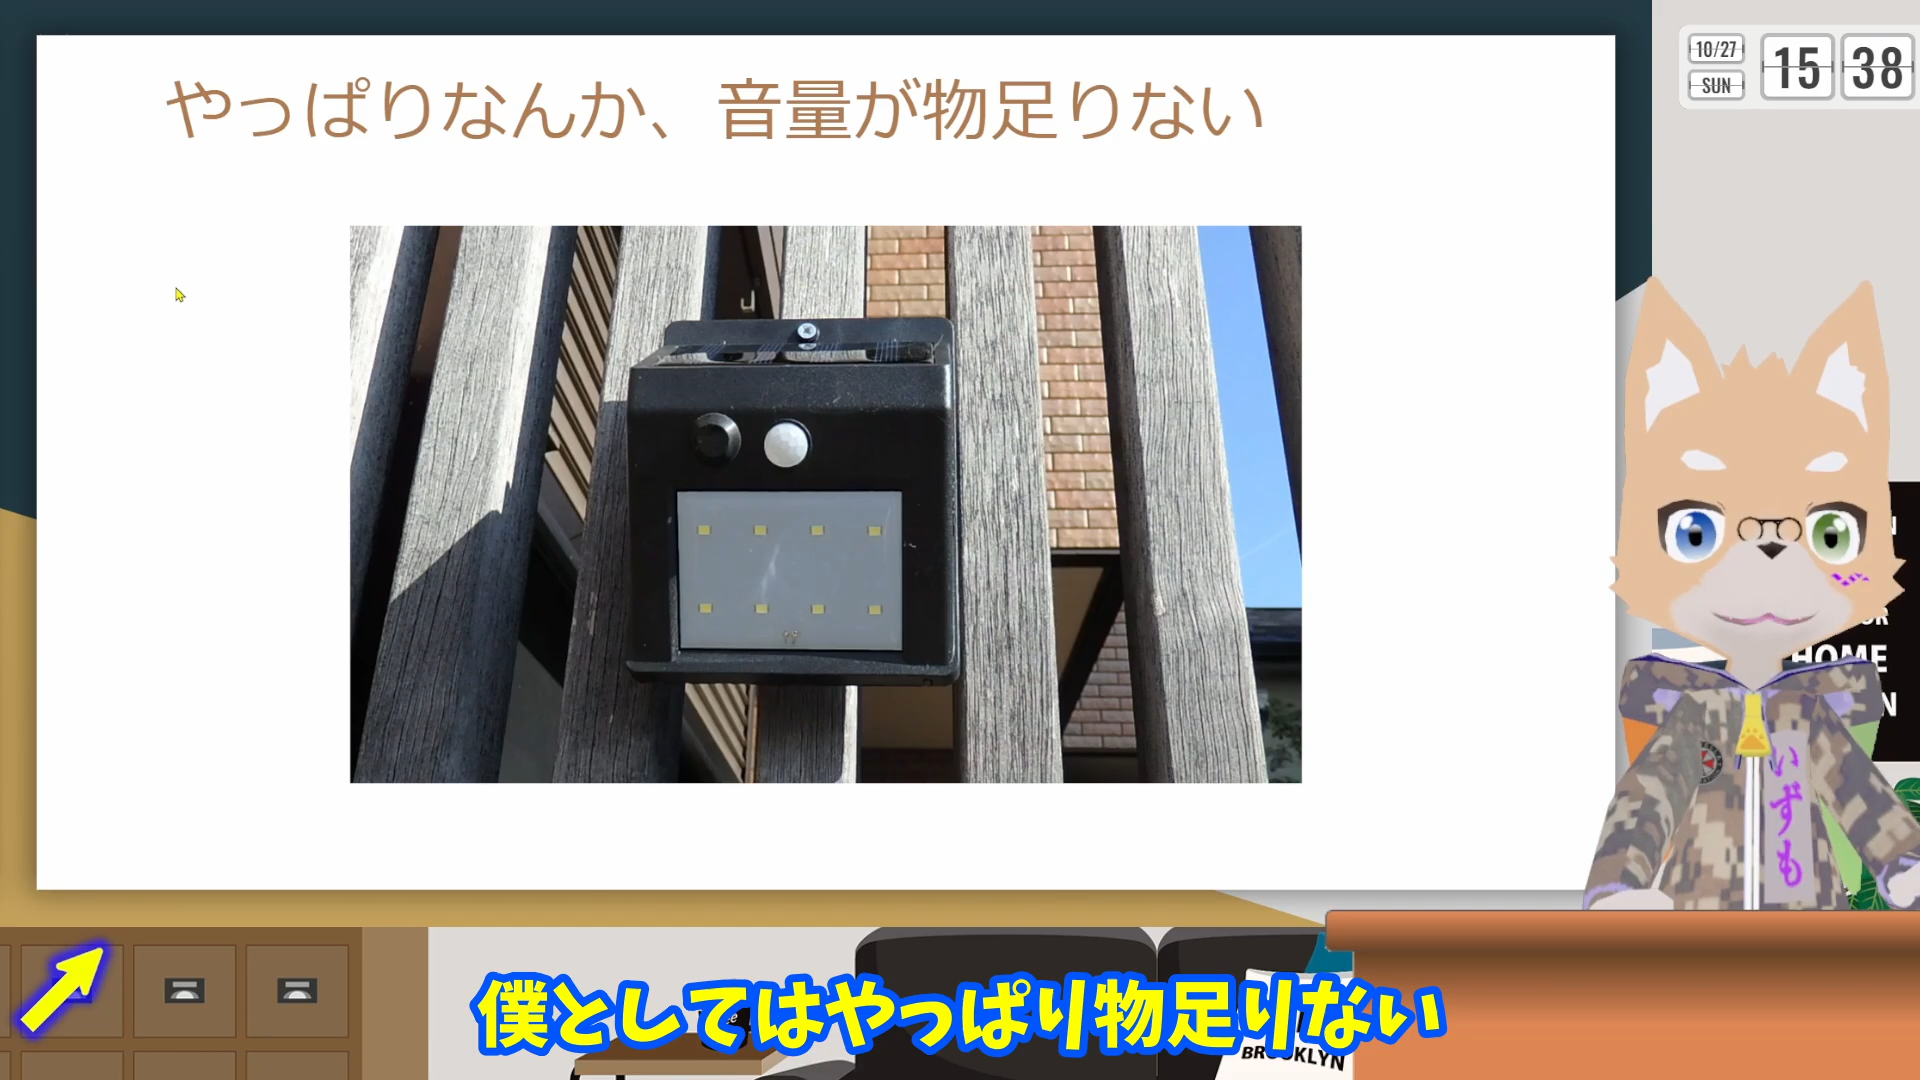 やっぱりなんか、音量が物足りない
10/27
SUN
15 38
HOME
いずも
僕としてはやっぱり物足りない
BROOKLYN